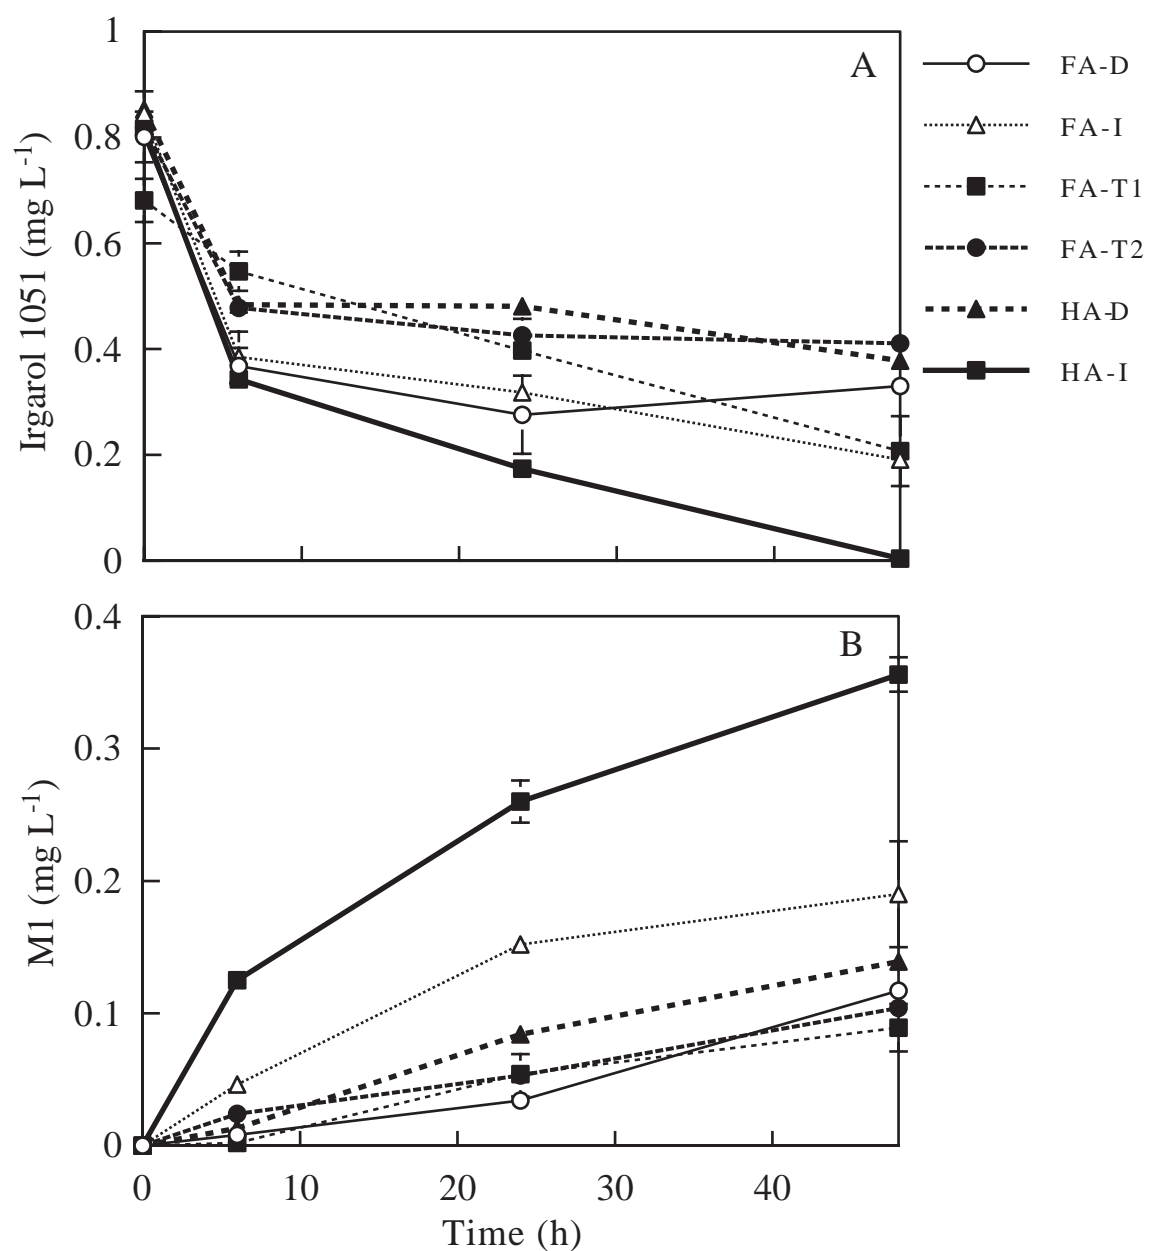 1
0.8
0.6
0.4
0.2
0
Irgarol 1051 (mg L-1)
A
FA-D
FA-I
FA-T1
FA-T2
HA-D
HA-I
0.4
0.3
0.2
0.1
0
M1 (mg L-1)
B
0 10 20 30 40
Time (h)